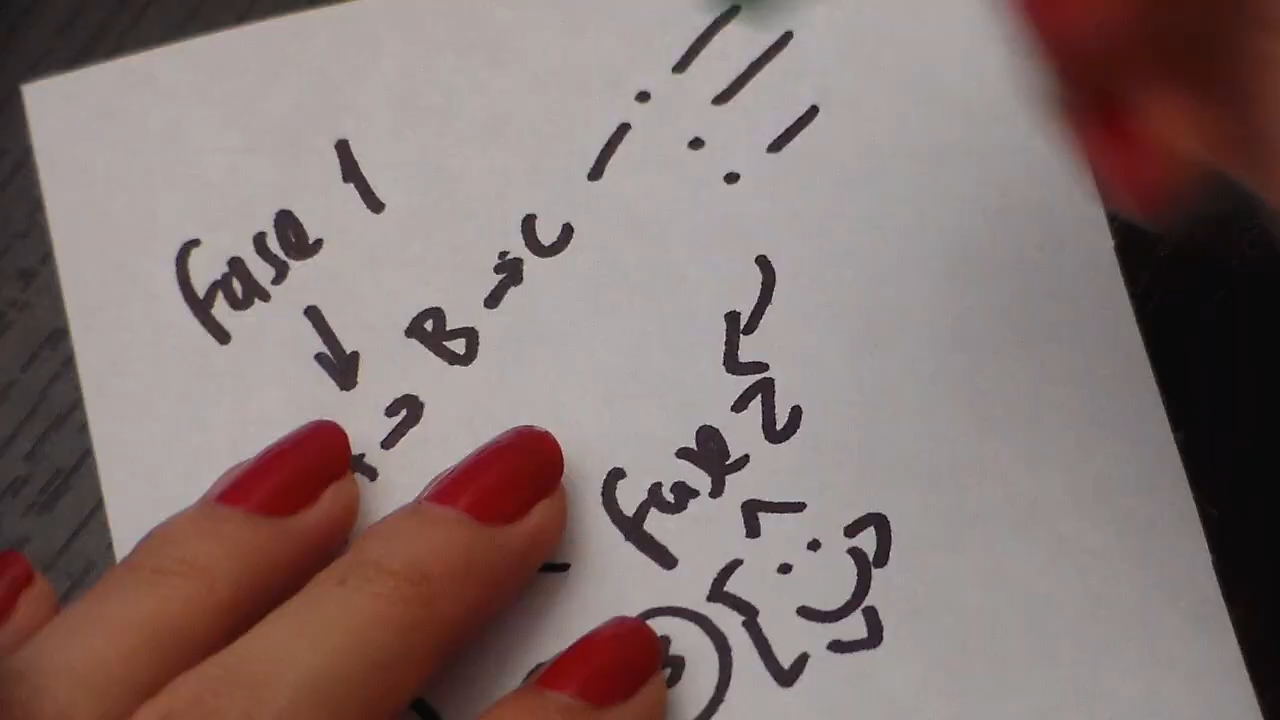 Fase 1
→ B → C
Fase 2